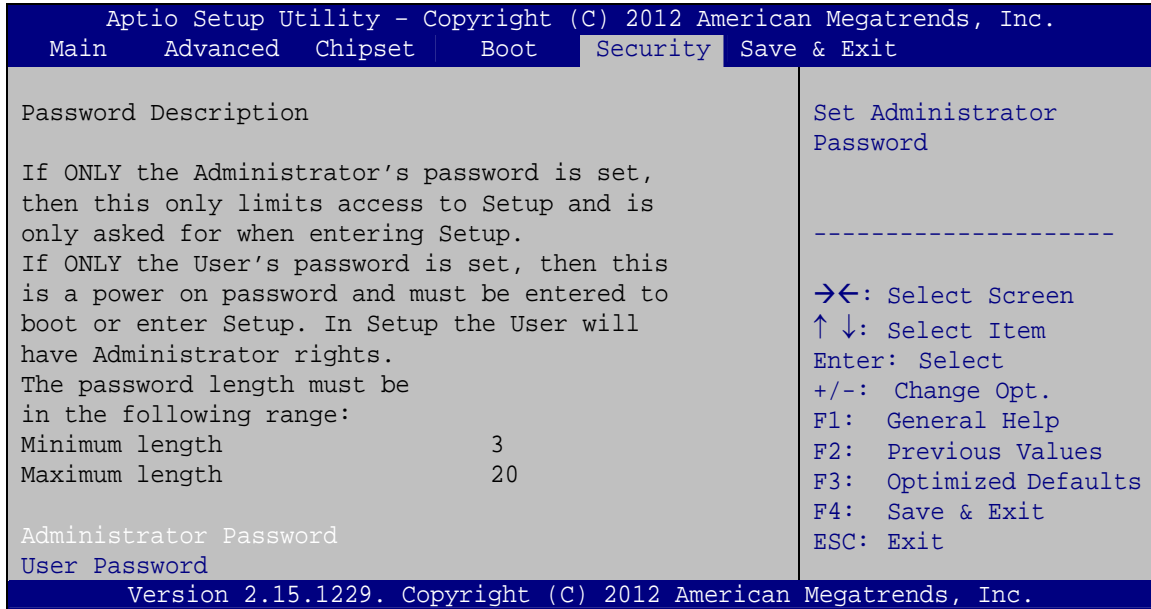 Aptio Setup Utility – Copyright (C) 2012 American Megatrends, Inc.
Main Advanced Chipset Boot Security Save & Exit
Password Description
If ONLY the Administrator’s password is set,
then this only limits access to Setup and is
only asked for when entering Setup.
If ONLY the User’s password is set, then this
is a power on password and must be entered to
boot or enter Setup. In Setup the User will
have Administrator rights.
The password length must be
in the following range:
Minimum length 3
Maximum length 20
Administrator Password
User Password
Set Administrator
Password
---------------------
→←: Select Screen
↑ ↓: Select Item
Enter: Select
+/-: Change Opt.
F1: General Help
F2: Previous Values
F3: Optimized Defaults
F4: Save & Exit
ESC: Exit
Version 2.15.1229. Copyright (C) 2012 American Megatrends, Inc.